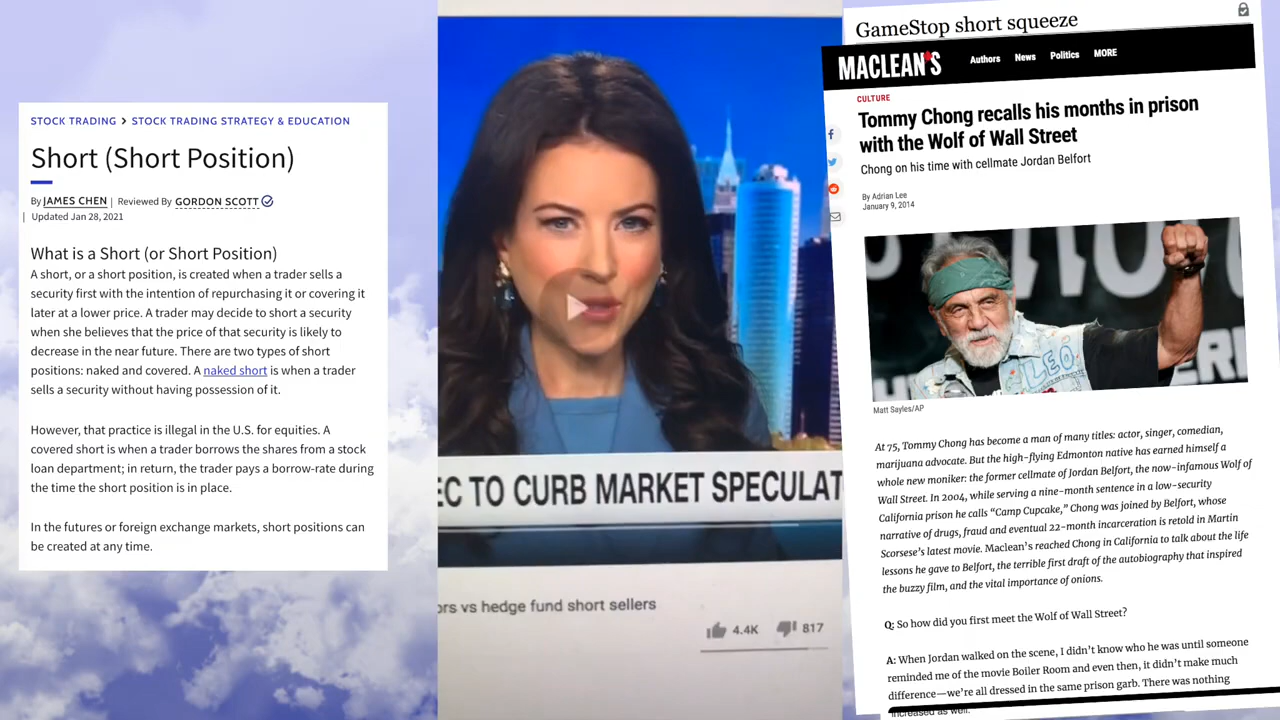 STOCK TRADING > STOCK TRADING STRATEGY & EDUCATION
Short (Short Position)
By JAMES CHEN | Reviewed By GORDON SCOTT
| Updated Jan 28, 2021
What is a Short (or Short Position)
A short, or a short position, is created when a trader sells a
security first with the intention of repurchasing it or covering it
later at a lower price. A trader may decide to short a security
when she believes that the price of that security is likely to
decrease in the near future. There are two types of short
positions: naked and covered. A naked short is when a trader
sells a security without having possession of it.
However, that practice is illegal in the U.S. for equities. A
covered short is when a trader borrows the shares from a stock
loan department; in return, the trader pays a borrow-rate during
the time the short position is in place.
In the futures or foreign exchange markets, short positions can
be created at any time.
EC TO CURB MARKET SPECULAT
ors vs hedge fund short sellers
4.4K 817
GameStop short squeeze
MACLEAN'S Authors News Politics MORE
CULTURE
Tommy Chong recalls his months in prison
with the Wolf of Wall Street
Chong on his time with cellmate Jordan Belfort
By Adrian Lee
January 9, 2014
LEO
Matt Sayles/AP
At 75, Tommy Chong has become a man of many titles: actor, singer, comedian,
marijuana advocate. But the high-flying Edmonton native has earned himself a
whole new moniker: the former cellmate of Jordan Belfort, the now-infamous Wolf of
Wall Street. In 2004, while serving a nine-month sentence in a low-security
California prison he calls “Camp Cupcake,” Chong was joined by Belfort, whose
narrative of drugs, fraud and eventual 22-month incarceration is retold in Martin
Scorsese’s latest movie. Maclean’s reached Chong in California to talk about the life
lessons he gave to Belfort, the terrible first draft of the autobiography that inspired
the buzzy film, and the vital importance of onions.
Q: So how did you first meet the Wolf of Wall Street?
A: When Jordan walked on the scene, I didn’t know who he was until someone
reminded me of the movie Boiler Room and even then, it didn’t make much
difference—we’re all dressed in the same prison garb. There was nothing
increased as well.